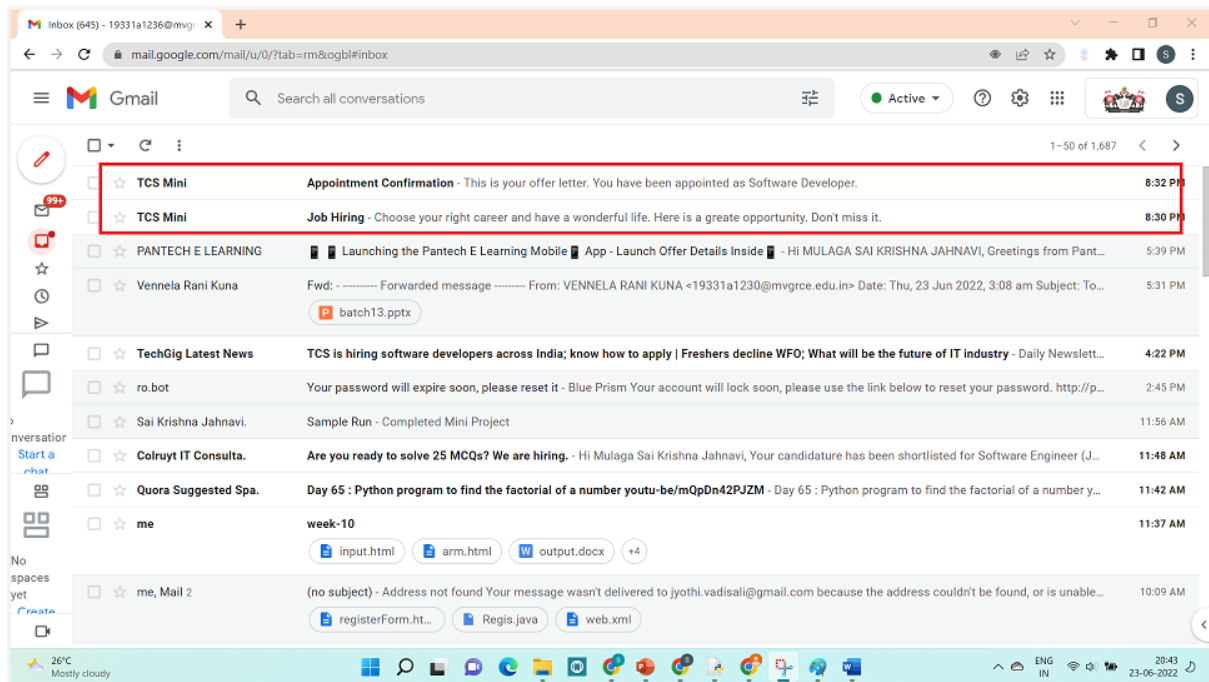 Inbox (645) - 19331a1236@mvgr
mail.google.com/mail/u/0/?tab=rm&ogbl#inbox
S
Gmail
Search all conversations
Active
S
1–50 of 1,687
99+
TCS Mini Appointment Confirmation - This is your offer letter. You have been appointed as Software Developer. 8:32 PM
TCS Mini Job Hiring - Choose your right career and have a wonderful life. Here is a greate opportunity. Don't miss it. 8:30 PM
PANTECH E LEARNING Launching the Pantech E Learning Mobile App - Launch Offer Details Inside - Hi MULAGA SAI KRISHNA JAHNAVI, Greetings from Pant... 5:39 PM
Vennela Rani Kuna Fwd: - ---------- Forwarded message --------- From: VENNELA RANI KUNA <19331a1230@mvgrce.edu.in> Date: Thu, 23 Jun 2022, 3:08 am Subject: To... 5:31 PM
P batch13.pptx
TechGig Latest News TCS is hiring software developers across India; know how to apply | Freshers decline WFO; What will be the future of IT industry - Daily Newslett... 4:22 PM
ro.bot Your password will expire soon, please reset it - Blue Prism Your account will lock soon, please use the link below to reset your password. http://p... 2:45 PM
Sai Krishna Jahnavi. Sample Run - Completed Mini Project 11:56 AM
Colruyt IT Consulta. Are you ready to solve 25 MCQs? We are hiring. - Hi Mulaga Sai Krishna Jahnavi, Your candidature has been shortlisted for Software Engineer (J... 11:48 AM
Quora Suggested Spa. Day 65 : Python program to find the factorial of a number youtu-be/mQpDn42PJZM - Day 65 : Python program to find the factorial of a number y... 11:42 AM
me week-10 11:37 AM
input.html arm.html W output.docx +4
me, Mail 2 (no subject) - Address not found Your message wasn't delivered to jyothi.vadisali@gmail.com because the address couldn't be found, or is unable... 10:09 AM
registerForm.ht... Regis.java web.xml
nversation
Start a
chat
No
spaces
yet
Create
26°C
Mostly cloudy
ENG
IN
20:43
23-06-2022